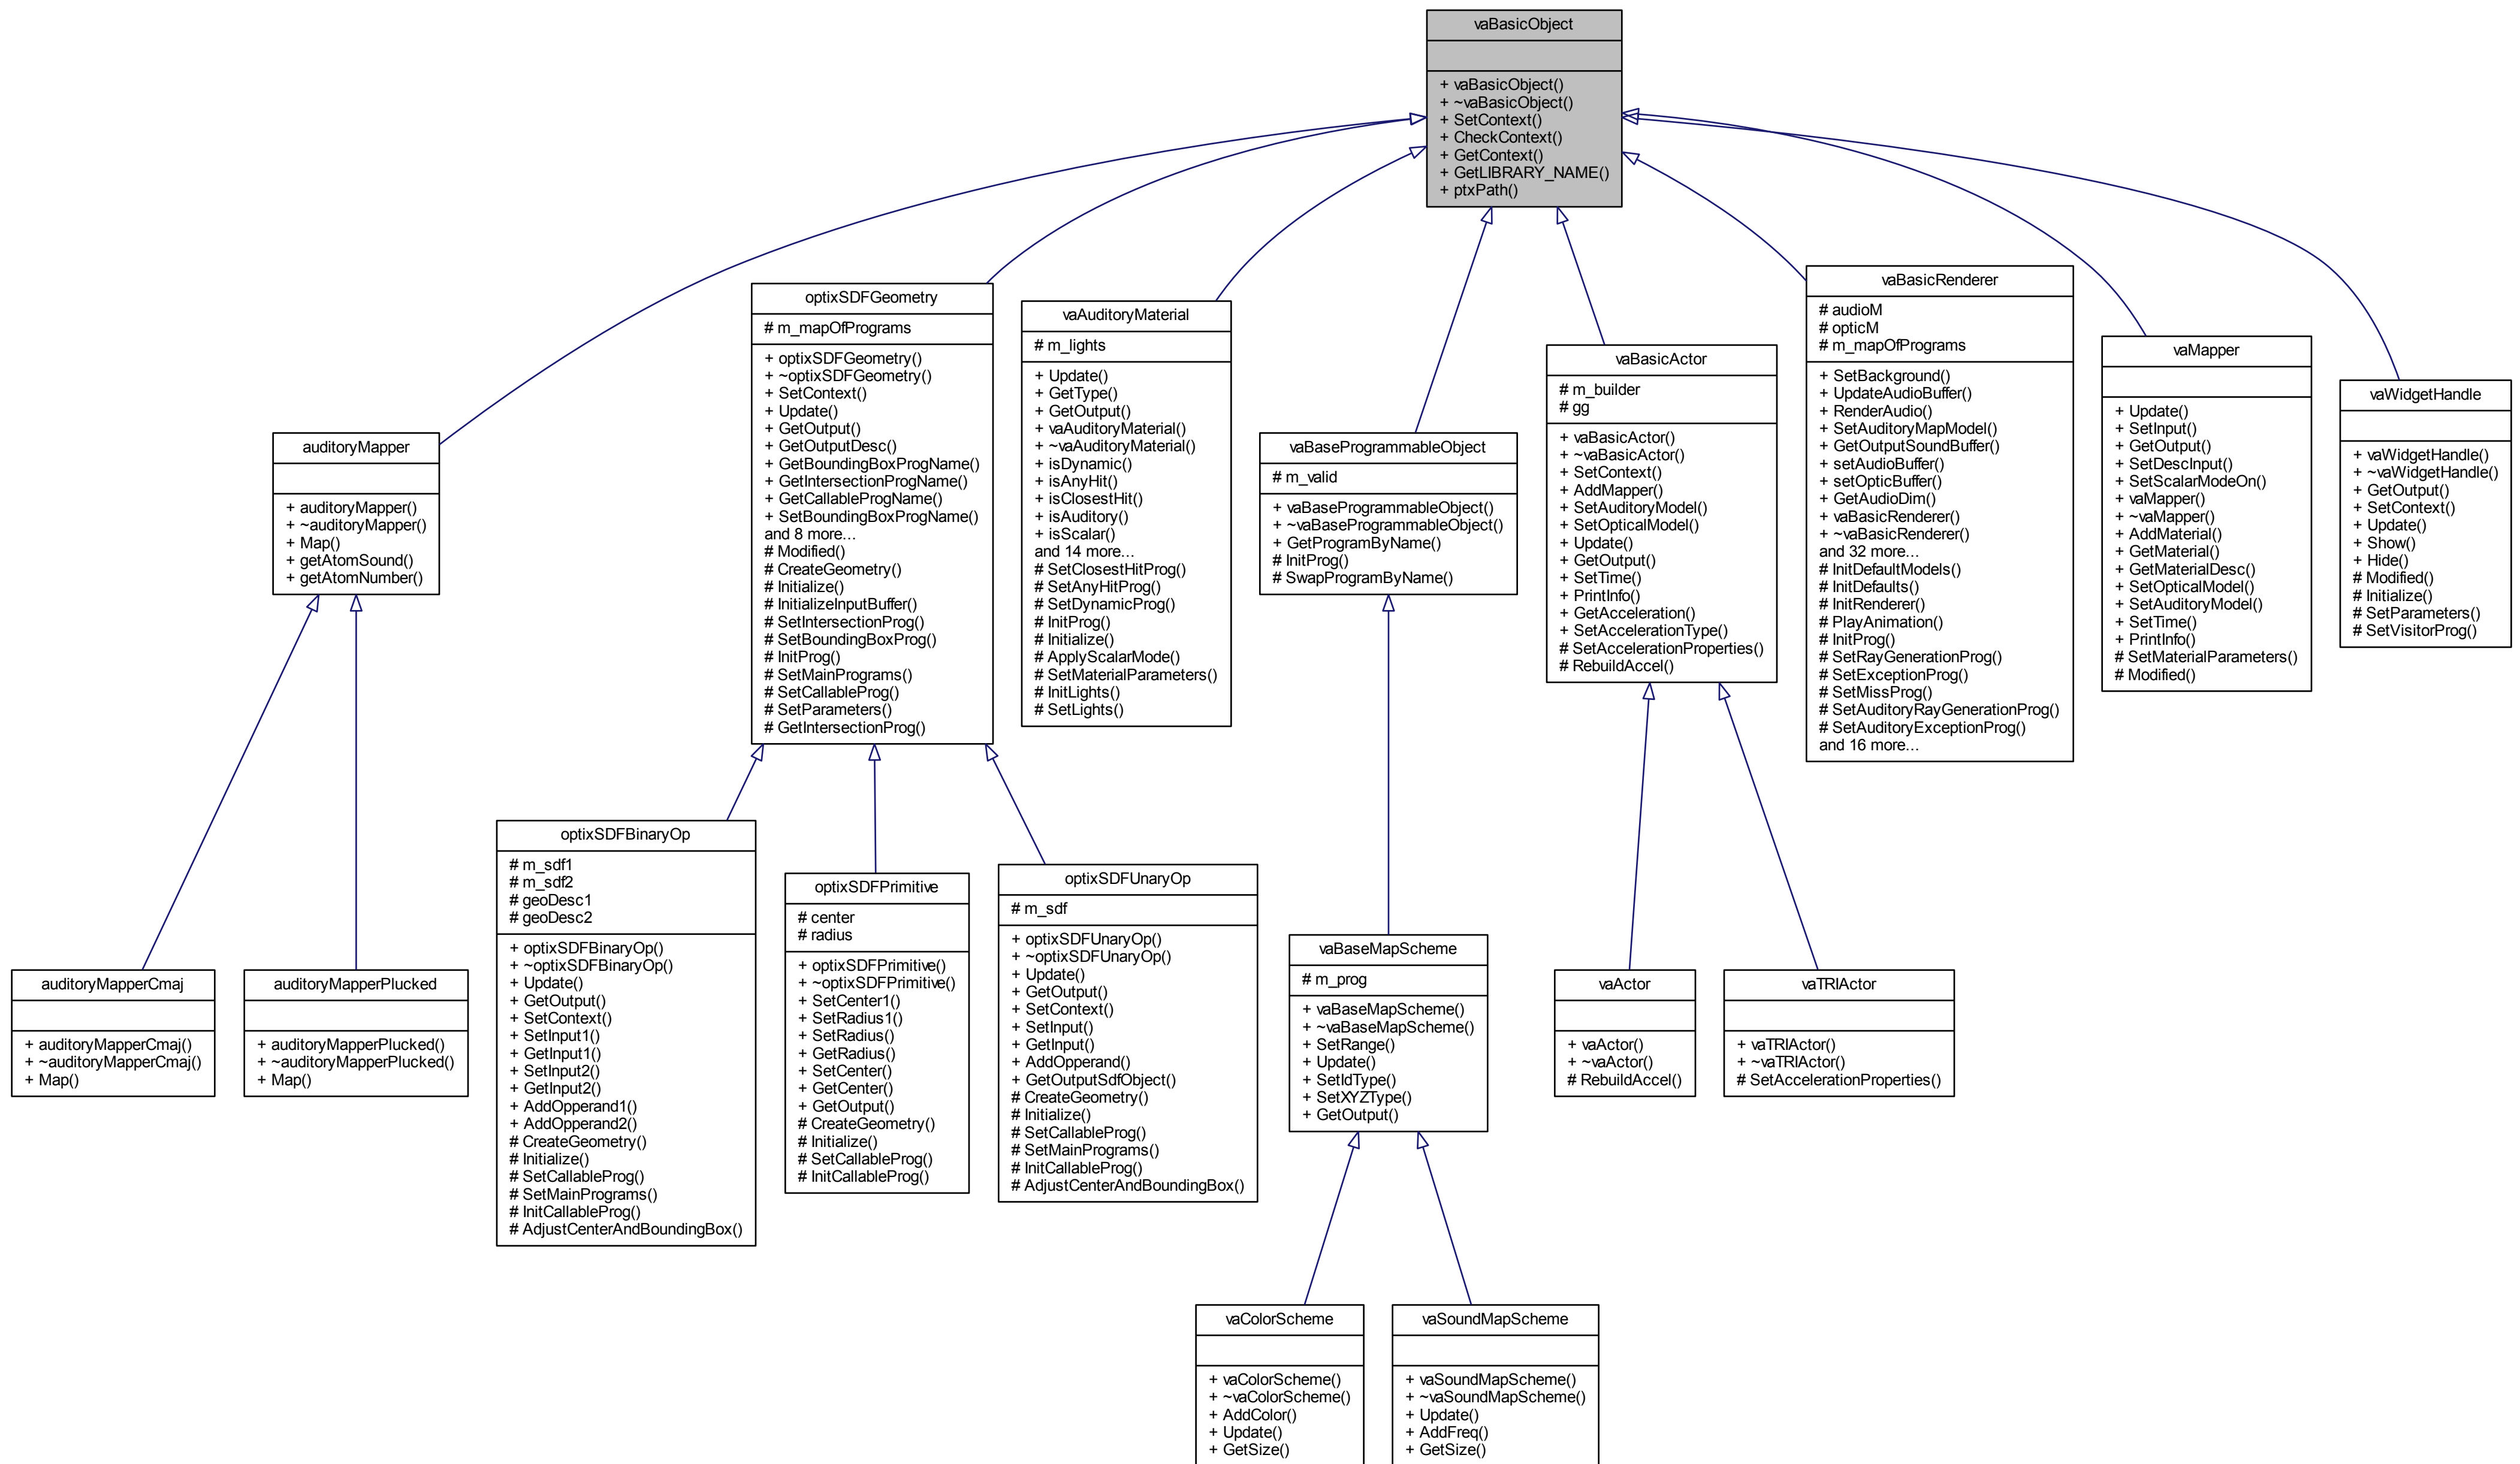 vaBasicObject
+ vaBasicObject()
+ ~vaBasicObject()
+ SetContext()
+ CheckContext()
+ GetContext()
+ GetLIBRARY_NAME()
+ ptxPath()
auditoryMapper
+ auditoryMapper()
+ ~auditoryMapper()
+ Map()
+ getAtomSound()
+ getAtomNumber()
optixSDFGeometry
# m_mapOfPrograms
+ optixSDFGeometry()
+ ~optixSDFGeometry()
+ SetContext()
+ Update()
+ GetOutput()
+ GetOutputDesc()
+ GetBoundingBoxProgName()
+ GetIntersectionProgName()
+ GetCallableProgName()
+ SetBoundingBoxProgName()
and 8 more...
# Modified()
# CreateGeometry()
# Initialize()
# InitializeInputBuffer()
# SetIntersectionProg()
# SetBoundingBoxProg()
# InitProg()
# SetMainPrograms()
# SetCallableProg()
# SetParameters()
# GetIntersectionProg()
vaAuditoryMaterial
# m_lights
+ Update()
+ GetType()
+ GetOutput()
+ vaAuditoryMaterial()
+ ~vaAuditoryMaterial()
+ isDynamic()
+ isAnyHit()
+ isClosestHit()
+ isAuditory()
+ isScalar()
and 14 more...
# SetClosestHitProg()
# SetAnyHitProg()
# SetDynamicProg()
# InitProg()
# Initialize()
# ApplyScalarMode()
# SetMaterialParameters()
# InitLights()
# SetLights()
vaBaseProgrammableObject
# m_valid
+ vaBaseProgrammableObject()
+ ~vaBaseProgrammableObject()
+ GetProgramByName()
# InitProg()
# SwapProgramByName()
vaBasicActor
# m_builder
# gg
+ vaBasicActor()
+ ~vaBasicActor()
+ SetContext()
+ AddMapper()
+ SetAuditoryModel()
+ SetOpticalModel()
+ Update()
+ GetOutput()
+ SetTime()
+ PrintInfo()
+ GetAcceleration()
+ SetAccelerationType()
# SetAccelerationProperties()
# RebuildAccel()
vaBasicRenderer
# audioM
# opticM
# m_mapOfPrograms
+ SetBackground()
+ UpdateAudioBuffer()
+ RenderAudio()
+ SetAuditoryMapModel()
+ GetOutputSoundBuffer()
+ setAudioBuffer()
+ setOpticBuffer()
+ GetAudioDim()
+ vaBasicRenderer()
+ ~vaBasicRenderer()
and 32 more...
# InitDefaultModels()
# InitDefaults()
# InitRenderer()
# PlayAnimation()
# InitProg()
# SetRayGenerationProg()
# SetExceptionProg()
# SetMissProg()
# SetAuditoryRayGenerationProg()
# SetAuditoryExceptionProg()
and 16 more...
vaMapper
+ Update()
+ SetInput()
+ GetOutput()
+ SetDescInput()
+ SetScalarModeOn()
+ vaMapper()
+ ~vaMapper()
+ AddMaterial()
+ GetMaterial()
+ GetMaterialDesc()
+ SetOpticalModel()
+ SetAuditoryModel()
+ SetTime()
+ PrintInfo()
# SetMaterialParameters()
# Modified()
vaWidgetHandle
+ vaWidgetHandle()
+ ~vaWidgetHandle()
+ GetOutput()
+ SetContext()
+ Update()
+ Show()
+ Hide()
# Modified()
# Initialize()
# SetParameters()
# SetVisitorProg()
auditoryMapperCmaj
+ auditoryMapperCmaj()
+ ~auditoryMapperCmaj()
+ Map()
auditoryMapperPlucked
+ auditoryMapperPlucked()
+ ~auditoryMapperPlucked()
+ Map()
optixSDFBinaryOp
# m_sdf1
# m_sdf2
# geoDesc1
# geoDesc2
+ optixSDFBinaryOp()
+ ~optixSDFBinaryOp()
+ Update()
+ GetOutput()
+ SetContext()
+ SetInput1()
+ GetInput1()
+ SetInput2()
+ GetInput2()
+ AddOpperand1()
+ AddOpperand2()
# CreateGeometry()
# Initialize()
# SetCallableProg()
# SetMainPrograms()
# InitCallableProg()
# AdjustCenterAndBoundingBox()
optixSDFPrimitive
# center
# radius
+ optixSDFPrimitive()
+ ~optixSDFPrimitive()
+ SetCenter1()
+ SetRadius1()
+ SetRadius()
+ GetRadius()
+ SetCenter()
+ GetCenter()
+ GetOutput()
# CreateGeometry()
# Initialize()
# SetCallableProg()
# InitCallableProg()
optixSDFUnaryOp
# m_sdf
+ optixSDFUnaryOp()
+ ~optixSDFUnaryOp()
+ Update()
+ GetOutput()
+ SetContext()
+ SetInput()
+ GetInput()
+ AddOpperand()
+ GetOutputSdfObject()
# CreateGeometry()
# Initialize()
# SetCallableProg()
# SetMainPrograms()
# InitCallableProg()
# AdjustCenterAndBoundingBox()
vaBaseMapScheme
# m_prog
+ vaBaseMapScheme()
+ ~vaBaseMapScheme()
+ SetRange()
+ Update()
+ SetIdType()
+ SetXYZType()
+ GetOutput()
vaActor
+ vaActor()
+ ~vaActor()
# RebuildAccel()
vaTRIActor
+ vaTRIActor()
+ ~vaTRIActor()
# SetAccelerationProperties()
vaColorScheme
+ vaColorScheme()
+ ~vaColorScheme()
+ AddColor()
+ Update()
+ GetSize()
vaSoundMapScheme
+ vaSoundMapScheme()
+ ~vaSoundMapScheme()
+ Update()
+ AddFreq()
+ GetSize()